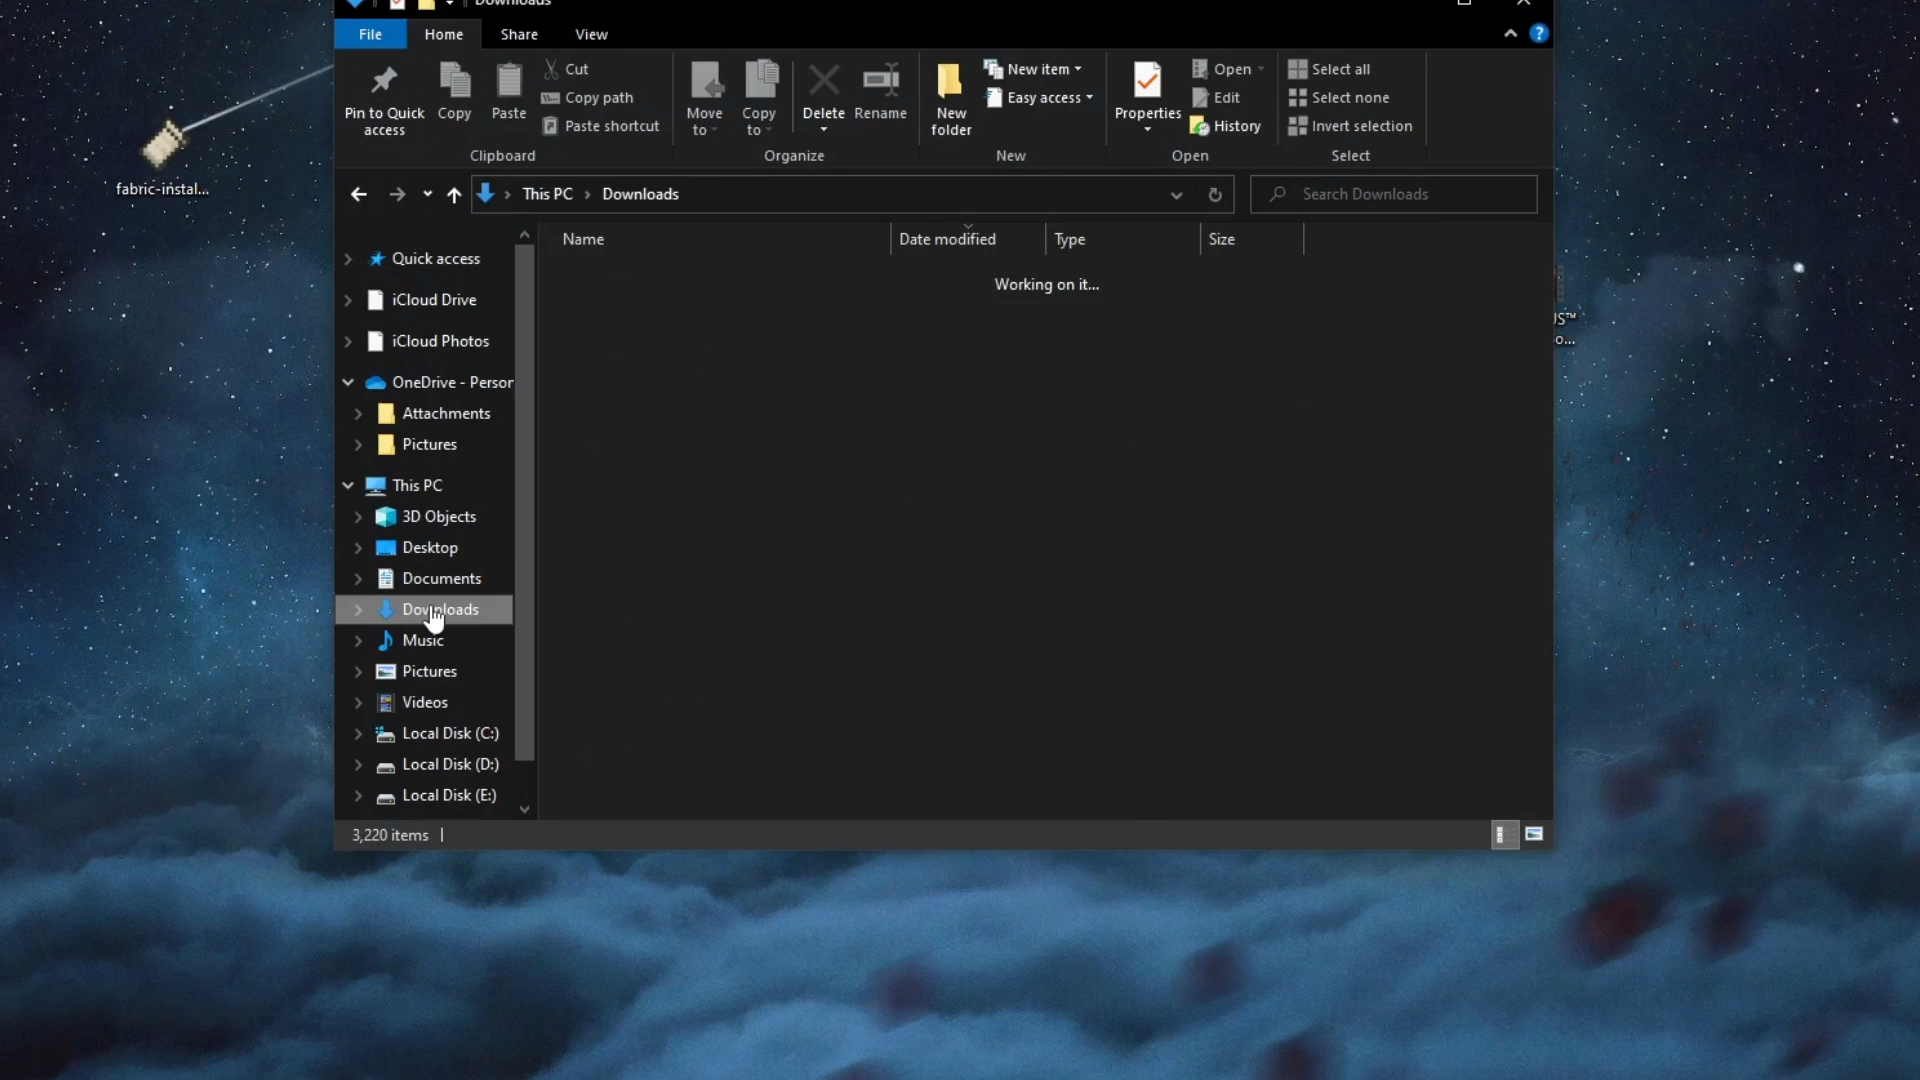 Downloads
File Home Share View
Cut
Copy path
Paste shortcut
Pin to Quick access
Copy
Paste
Clipboard
Move to
Copy to
Delete
Rename
Organize
New folder
New item
Easy access
New
Properties
Open
Edit
History
Open
Select all
Select none
Invert selection
Select
This PC Downloads
Search Downloads
Name Date modified Type Size
Working on it...
Quick access
iCloud Drive
iCloud Photos
OneDrive - Person
Attachments
Pictures
This PC
3D Objects
Desktop
Documents
Downloads
Music
Pictures
Videos
Local Disk (C:)
Local Disk (D:)
Local Disk (E:)
3,220 items
fabric-instal...